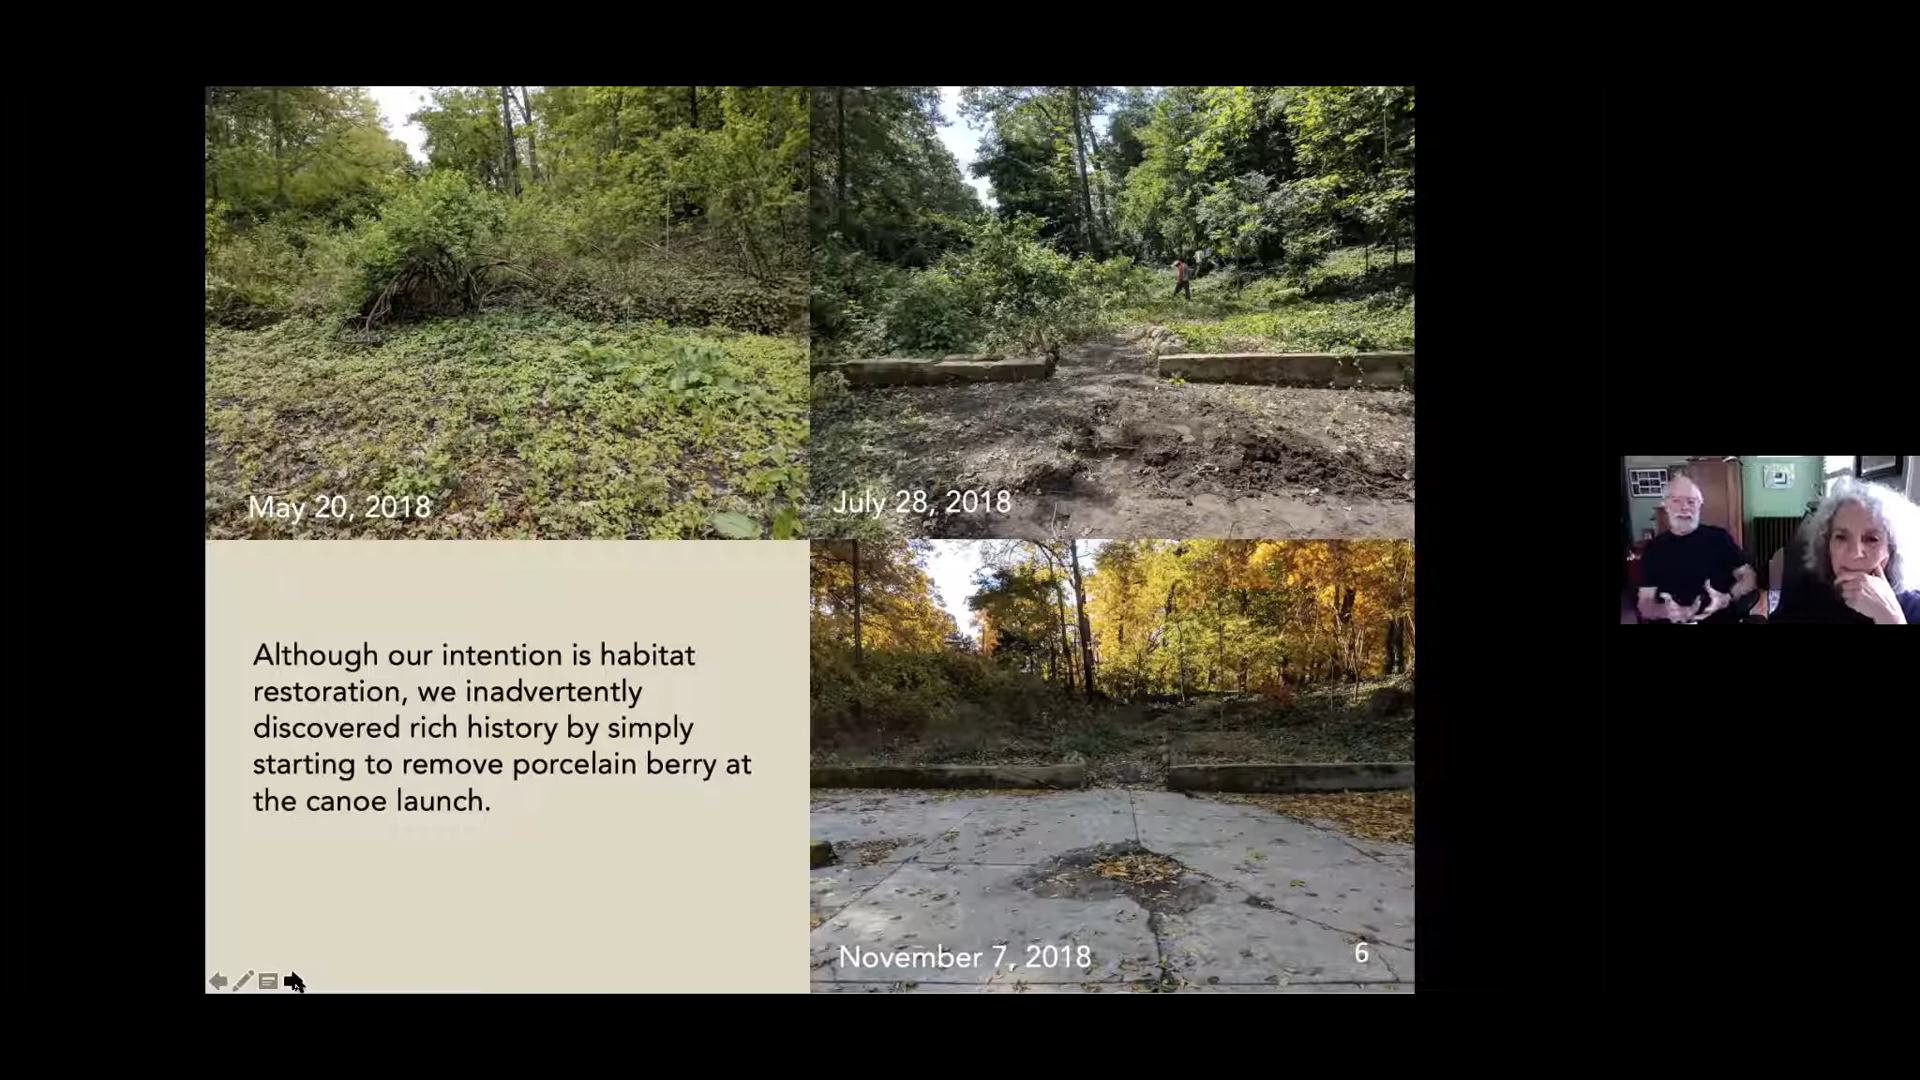 May 20, 2018
July 28, 2018
Although our intention is habitat
restoration, we inadvertently
discovered rich history by simply
starting to remove porcelain berry at
the canoe launch.
November 7, 2018
6